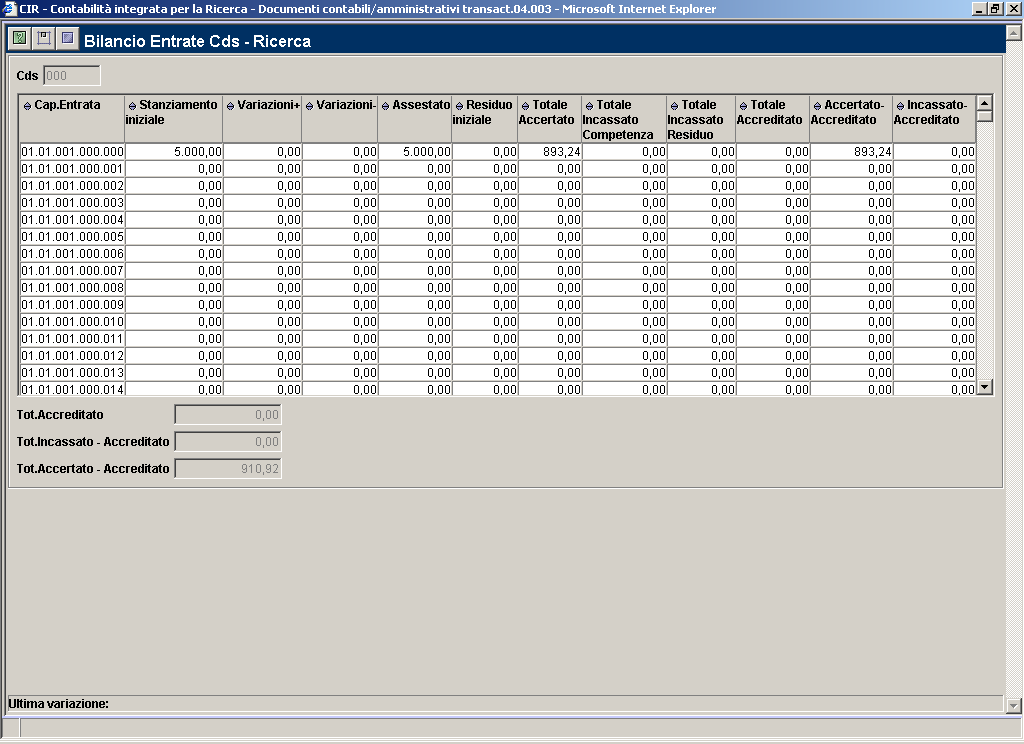 CIR - Contabilità integrata per la Ricerca - Documenti contabili/amministrativi transact.04.003 - Microsoft Internet Explorer
Bilancio Entrate Cds - Ricerca
Cds 000
Cap.Entrata Stanziamento iniziale Variazioni+ Variazioni- Assestato Residuo iniziale Totale Accertato Totale Incassato Competenza Totale Incassato Residuo Totale Accreditato Accertato-Accreditato Incassato-Accreditato
01.01.001.000.000 5.000,00 0,00 0,00 5.000,00 0,00 893,24 0,00 0,00 0,00 893,24 0,00
01.01.001.000.001 0,00 0,00 0,00 0,00 0,00 0,00 0,00 0,00 0,00 0,00 0,00
01.01.001.000.002 0,00 0,00 0,00 0,00 0,00 0,00 0,00 0,00 0,00 0,00 0,00
01.01.001.000.003 0,00 0,00 0,00 0,00 0,00 0,00 0,00 0,00 0,00 0,00 0,00
01.01.001.000.004 0,00 0,00 0,00 0,00 0,00 0,00 0,00 0,00 0,00 0,00 0,00
01.01.001.000.005 0,00 0,00 0,00 0,00 0,00 0,00 0,00 0,00 0,00 0,00 0,00
01.01.001.000.006 0,00 0,00 0,00 0,00 0,00 0,00 0,00 0,00 0,00 0,00 0,00
01.01.001.000.007 0,00 0,00 0,00 0,00 0,00 0,00 0,00 0,00 0,00 0,00 0,00
01.01.001.000.008 0,00 0,00 0,00 0,00 0,00 0,00 0,00 0,00 0,00 0,00 0,00
01.01.001.000.009 0,00 0,00 0,00 0,00 0,00 0,00 0,00 0,00 0,00 0,00 0,00
01.01.001.000.010 0,00 0,00 0,00 0,00 0,00 0,00 0,00 0,00 0,00 0,00 0,00
01.01.001.000.011 0,00 0,00 0,00 0,00 0,00 0,00 0,00 0,00 0,00 0,00 0,00
01.01.001.000.012 0,00 0,00 0,00 0,00 0,00 0,00 0,00 0,00 0,00 0,00 0,00
01.01.001.000.013 0,00 0,00 0,00 0,00 0,00 0,00 0,00 0,00 0,00 0,00 0,00
01.01.001.000.014 0,00 0,00 0,00 0,00 0,00 0,00 0,00 0,00 0,00 0,00 0,00
Tot.Accreditato 0,00
Tot.Incassato - Accreditato 0,00
Tot.Accertato - Accreditato 910,92
Ultima variazione: